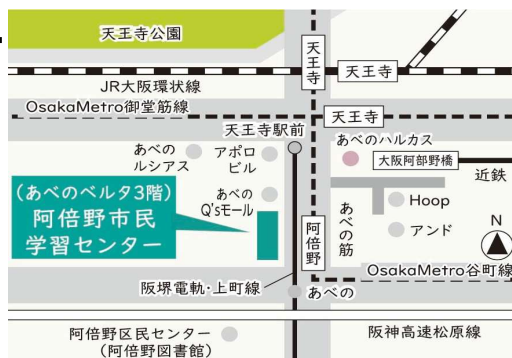 天王寺公園
天王寺
天王寺
JR大阪環状線
OsakaMetro御堂筋線
天王寺
天王寺駅前
あべのハルカス
あべの
ルシアス
アポロ
ビル
大阪阿部野橋
近鉄
(あべのベルタ3階)
阿倍野市民
学習センター
あべの
Q'sモール
阿倍野
あべの筋
Hoop
アンド
N
OsakaMetro谷町線
阪堺電軌・上町線
あべの
阿倍野区民センター
(阿倍野図書館)
阪神高速松原線